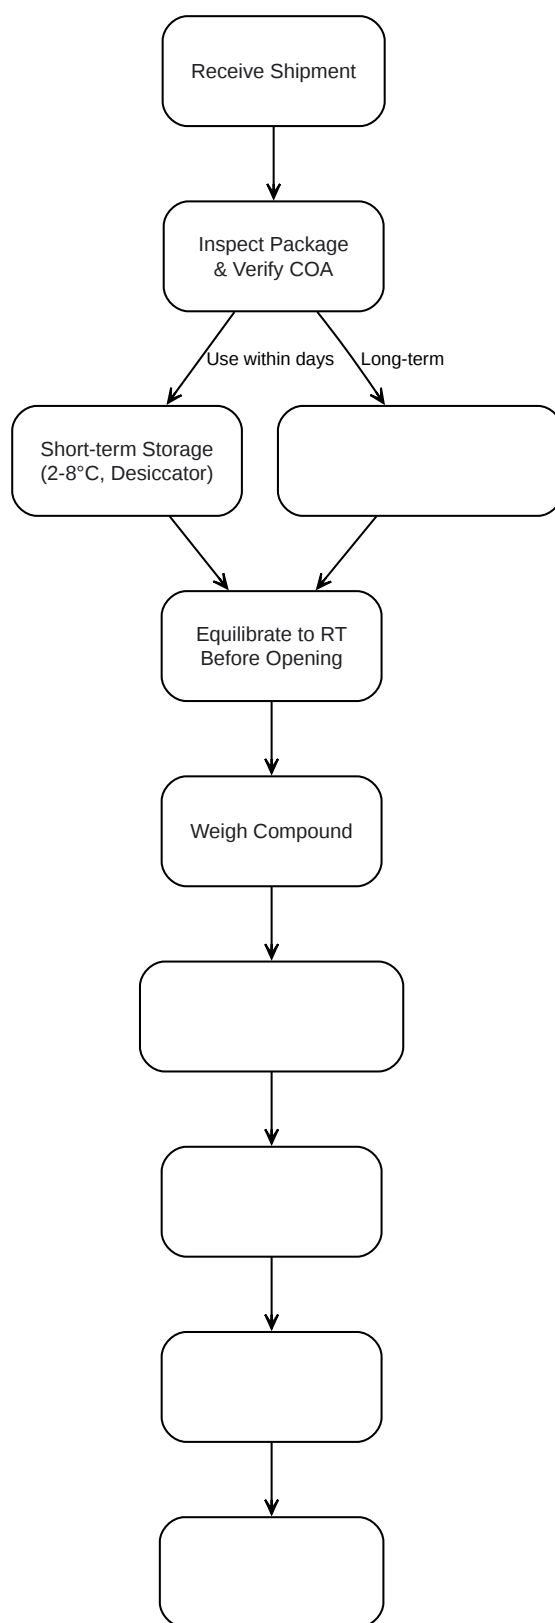 Receive Shipment
Inspect Package
& Verify COA
Use within days
Long-term
Short-term Storage
(2-8°C, Desiccator)
Equilibrate to RT
Before Opening
Weigh Compound